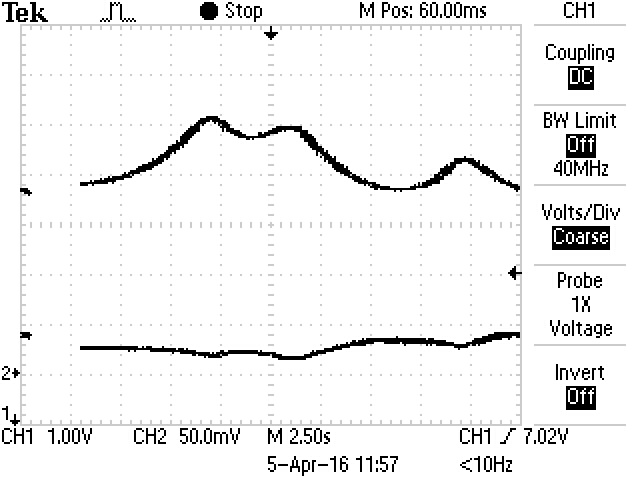 Tek Stop M Pos: 60.00ms CH1
Coupling
DC
BW Limit
Off
40MHz
Volts/Div
Coarse
Probe
1X
Voltage
Invert
Off
2
1
CH1 1.00V CH2 50.0mV M 2.50s CH1 7.02V
5-Apr-16 11:57 <10Hz